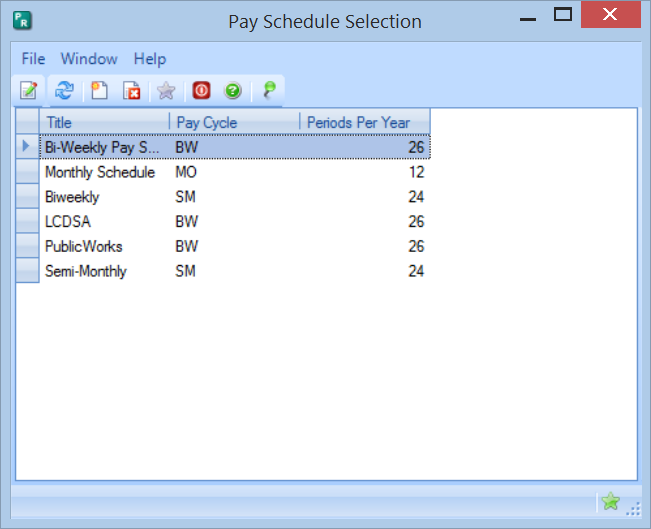 PR
Pay Schedule Selection
File Window Help
Title Pay Cycle Periods Per Year
Bi-Weekly Pay S... BW 26
Monthly Schedule MO 12
Biweekly SM 24
LCDSA BW 26
PublicWorks BW 26
Semi-Monthly SM 24